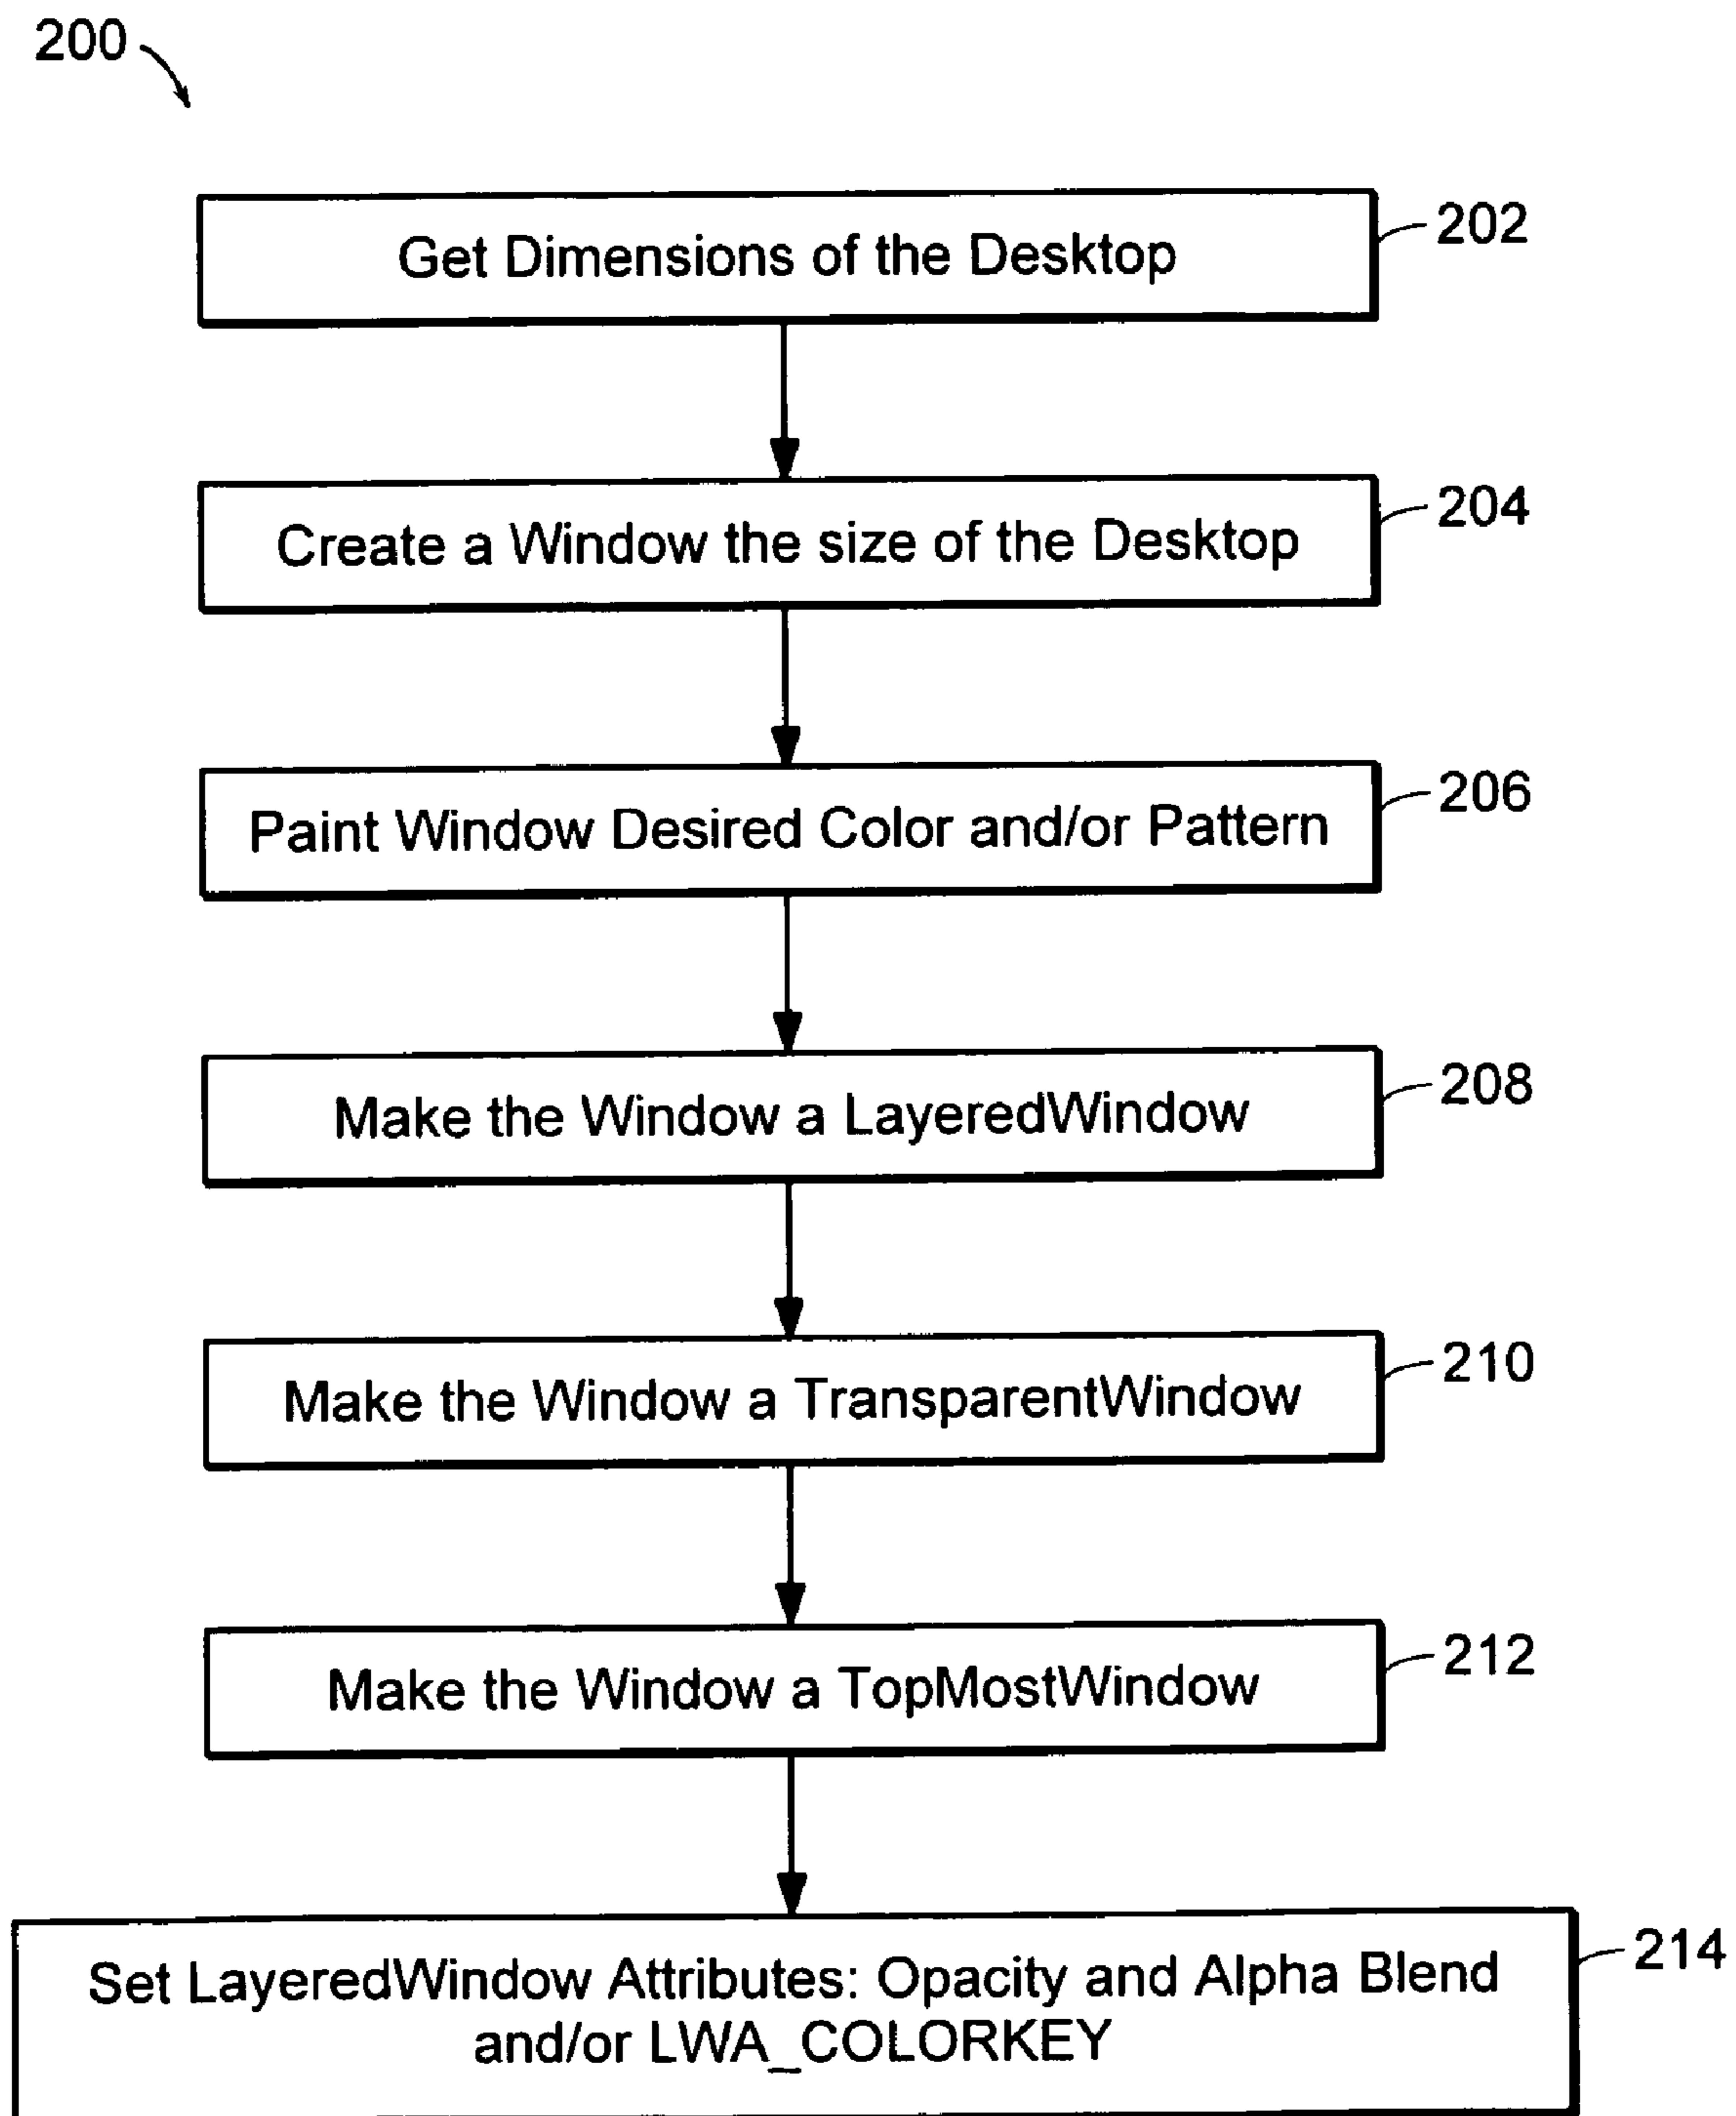 200
Get Dimensions of the Desktop
202
Create a Window the size of the Desktop
204
Paint Window Desired Color and/or Pattern
206
Make the Window a LayeredWindow
208
Make the Window a TransparentWindow
210
Make the Window a TopMostWindow
212
Set LayeredWindow Attributes: Opacity and Alpha Blend
and/or LWA_COLORKEY
214